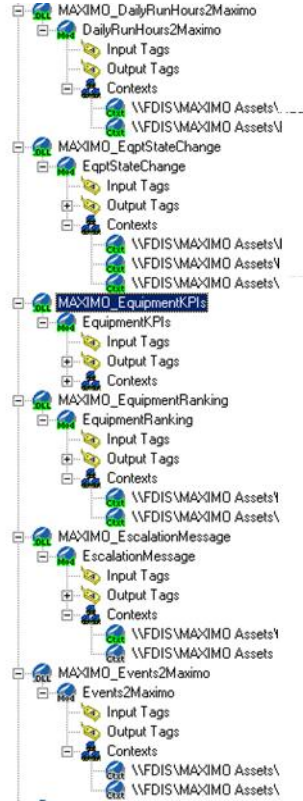 MAXIMO_DailyRunHours2Maximo
DailyRunHours2Maximo
Input Tags
Output Tags
Contexts
\\FDIS\MAXIMO Assets\
\\FDIS\MAXIMO Assets\
MAXIMO_EqptStateChange
EqptStateChange
Input Tags
Output Tags
Contexts
\\FDIS\MAXIMO Assets\
\\FDIS\MAXIMO Assets\
\\FDIS\MAXIMO Assets\
MAXIMO_EquipmentKPIs
EquipmentKPIs
Input Tags
Output Tags
Contexts
MAXIMO_EquipmentRanking
EquipmentRanking
Input Tags
Output Tags
Contexts
\\FDIS\MAXIMO Assets\
\\FDIS\MAXIMO Assets\
MAXIMO_EscalationMessage
EscalationMessage
Input Tags
Output Tags
Contexts
\\FDIS\MAXIMO Assets\
\\FDIS\MAXIMO Assets
MAXIMO_Events2Maximo
Events2Maximo
Input Tags
Output Tags
Contexts
\\FDIS\MAXIMO Assets\
\\FDIS\MAXIMO Assets\